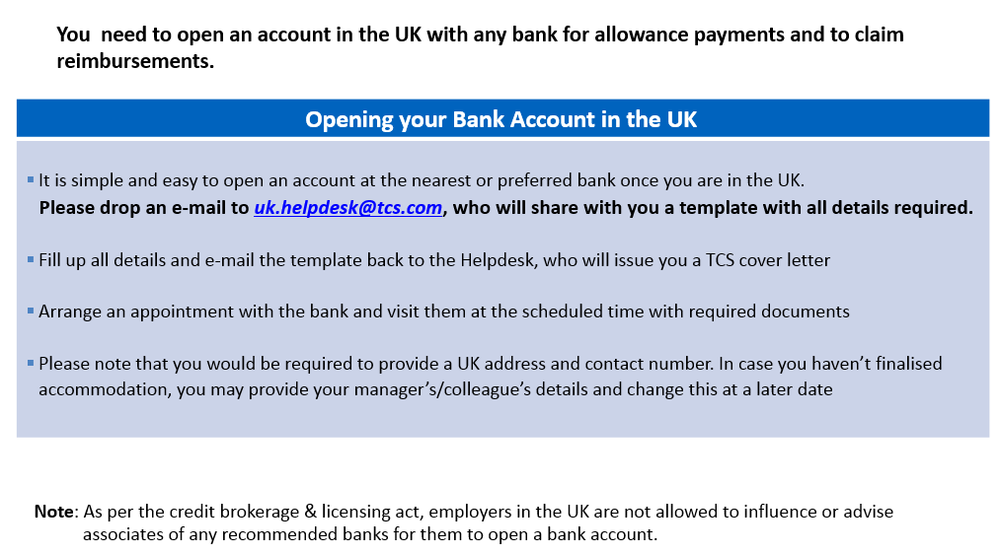 You  need to open an account in the UK with any bank for allowance payments and to claim
reimbursements.
Opening your Bank Account in the UK
▪ It is simple and easy to open an account at the nearest or preferred bank once you are in the UK.
Please drop an e-mail to uk.helpdesk@tcs.com, who will share with you a template with all details required.
▪ Fill up all details and e-mail the template back to the Helpdesk, who will issue you a TCS cover letter
▪ Arrange an appointment with the bank and visit them at the scheduled time with required documents
▪ Please note that you would be required to provide a UK address and contact number. In case you haven’t finalised
accommodation, you may provide your manager’s/colleague’s details and change this at a later date
Note: As per the credit brokerage & licensing act, employers in the UK are not allowed to influence or advise
associates of any recommended banks for them to open a bank account.